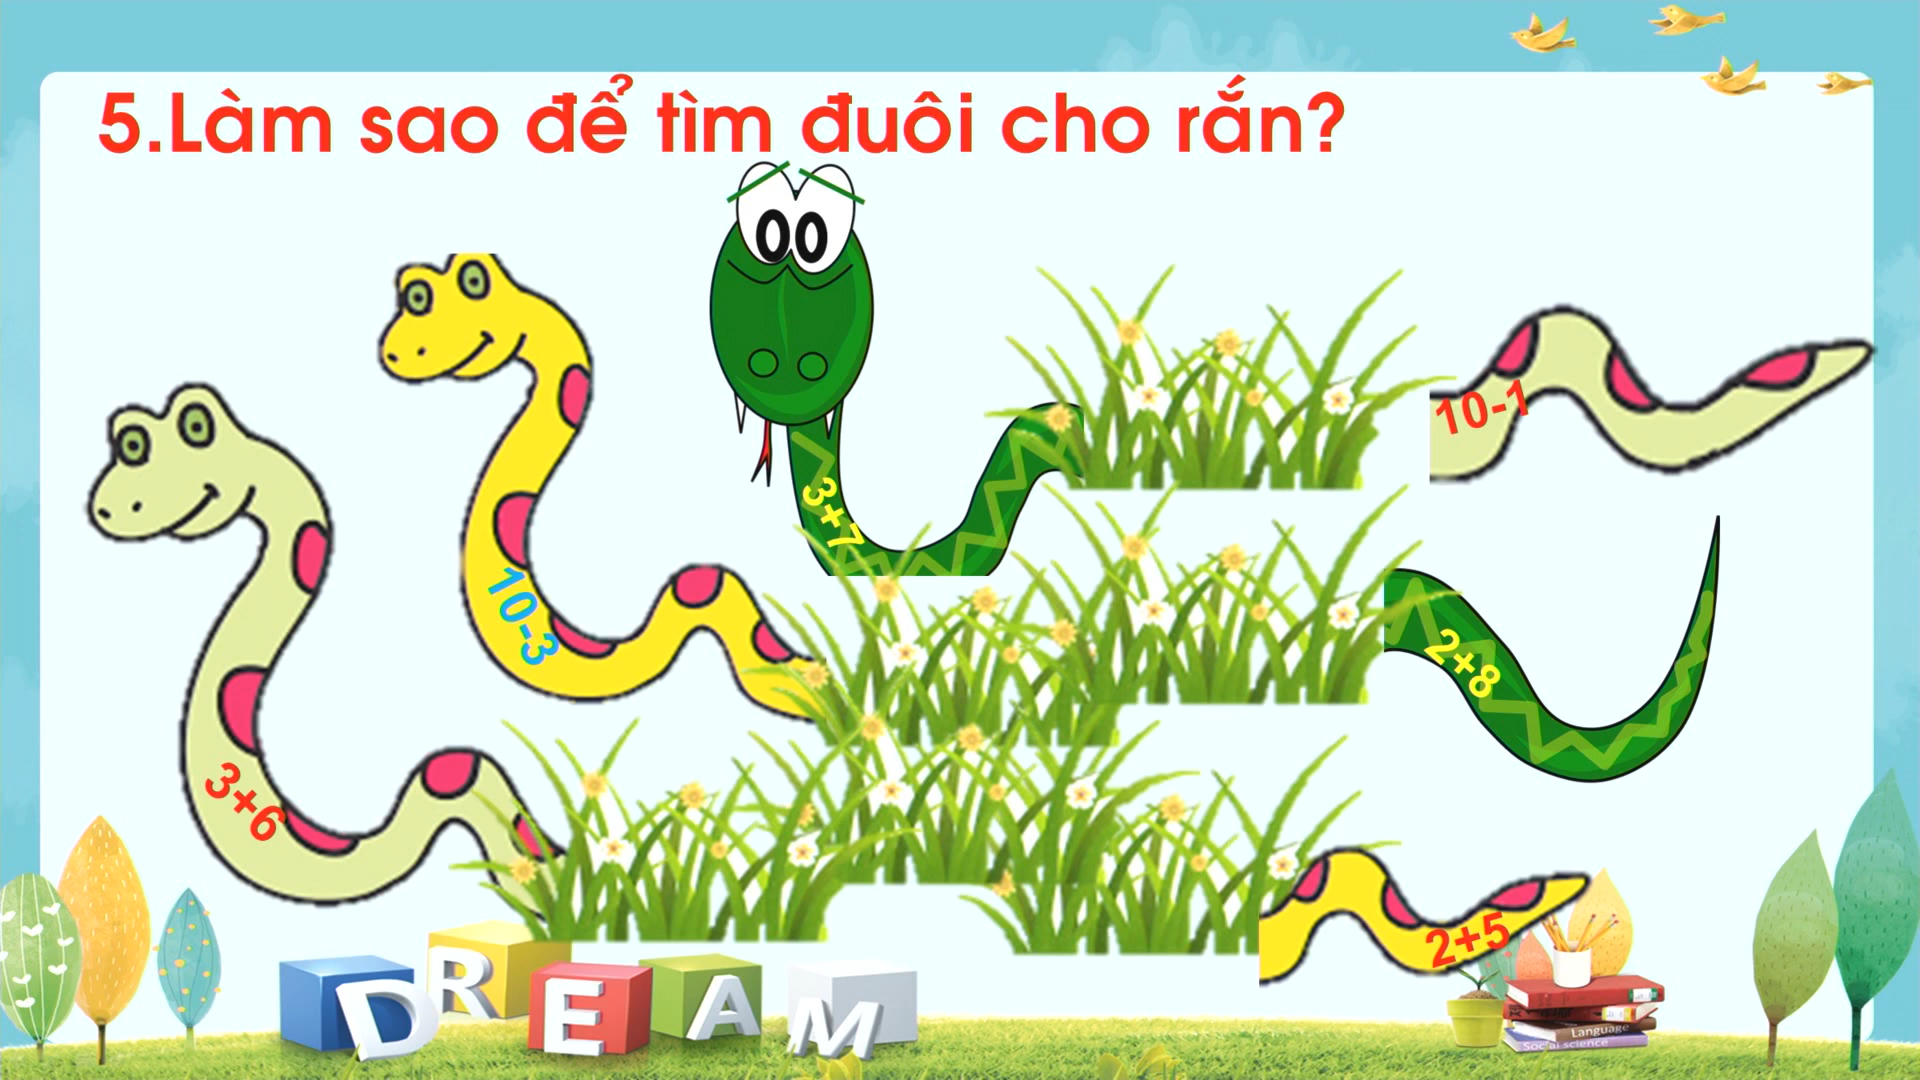 5.Làm sao để tìm đuôi cho rắn?
10-1
3+7
10-3
2+8
3+6
2+5
DREAM
Language
Social science